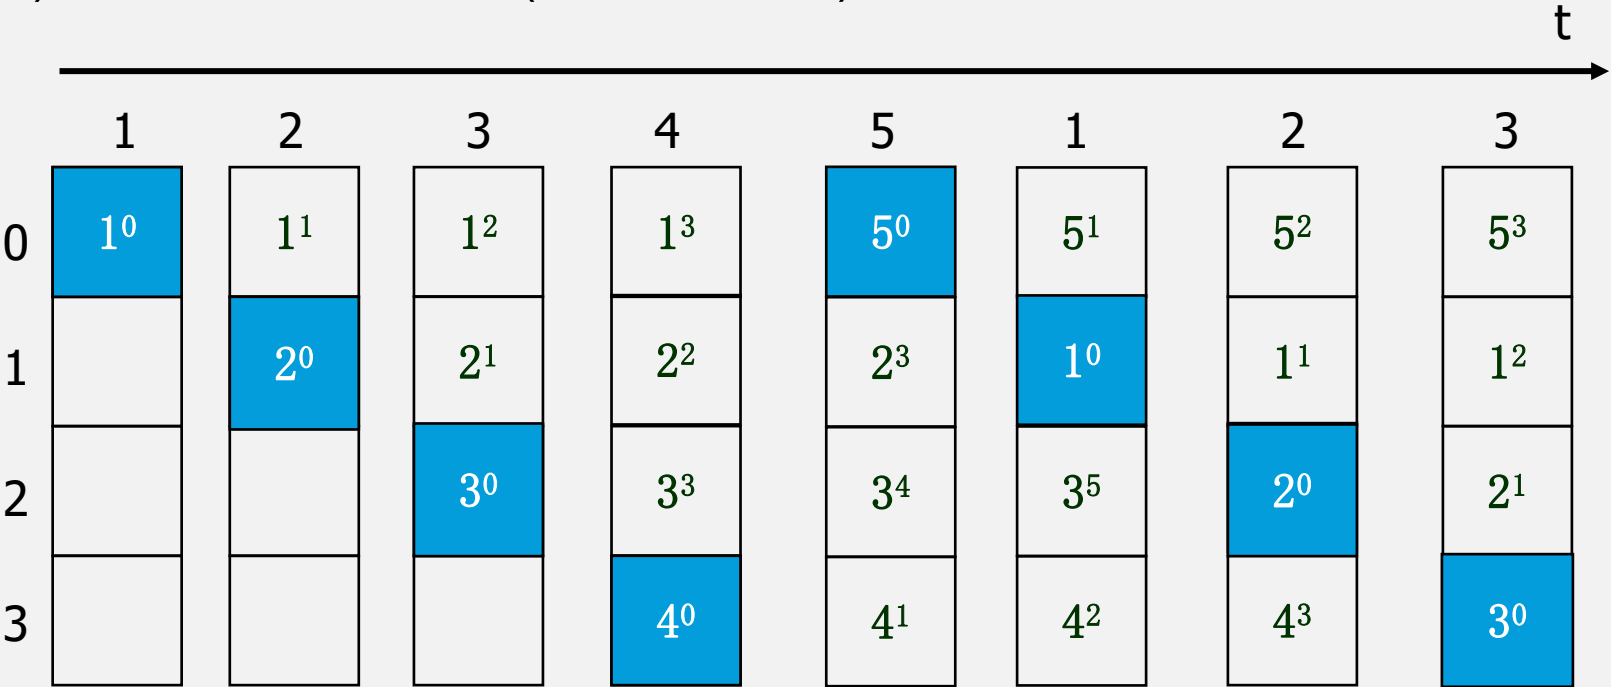 t
1 2 3 4 5 1 2 3
0 1⁰ 1¹ 1² 1³ 5⁰ 5¹ 5² 5³
1 2⁰ 2¹ 2² 2³ 1⁰ 1¹ 1²
2 3⁰ 3³ 3⁴ 3⁵ 2⁰ 2¹
3 4⁰ 4¹ 4² 4³ 3⁰